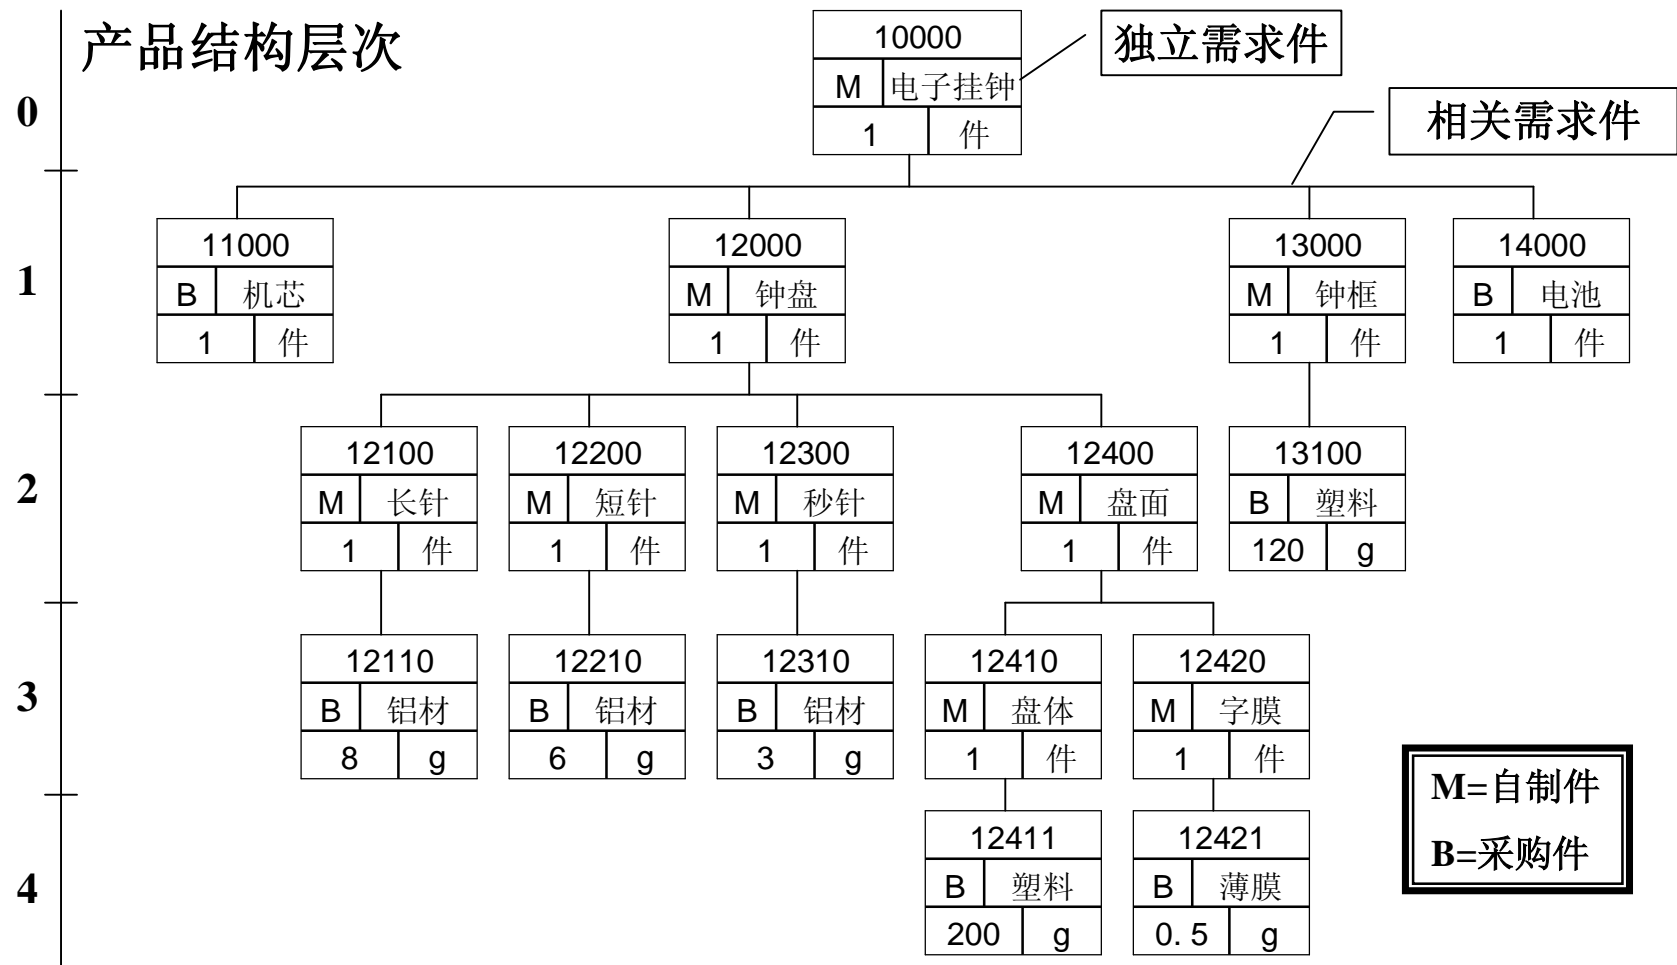 产品结构层次
10000
M 电子挂钟
1 件
独立需求件
相关需求件
0
11000
B 机芯
1 件
12000
M 钟盘
1 件
13000
M 钟框
1 件
14000
B 电池
1 件
1
12100
M 长针
1 件
12200
M 短针
1 件
12300
M 秒针
1 件
12400
M 盘面
1 件
13100
B 塑料
120 g
2
12110
B 铝材
8 g
12210
B 铝材
6 g
12310
B 铝材
3 g
12410
M 盘体
1 件
12420
M 字膜
1 件
3
12411
B 塑料
200 g
12421
B 薄膜
0.5 g
4
M=自制件
B=采购件